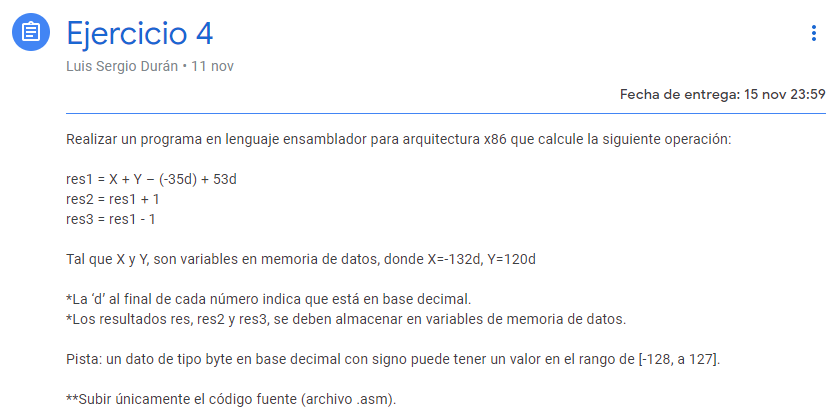 Ejercicio 4
Luis Sergio Durán • 11 nov
Fecha de entrega: 15 nov 23:59
Realizar un programa en lenguaje ensamblador para arquitectura x86 que calcule la siguiente operación:
res1 = X + Y – (-35d) + 53d
res2 = res1 + 1
res3 = res1 - 1
Tal que X y Y, son variables en memoria de datos, donde X=-132d, Y=120d
*La ‘d’ al final de cada número indica que está en base decimal.
*Los resultados res, res2 y res3, se deben almacenar en variables de memoria de datos.
Pista: un dato de tipo byte en base decimal con signo puede tener un valor en el rango de [-128, a 127].
**Subir únicamente el código fuente (archivo .asm).